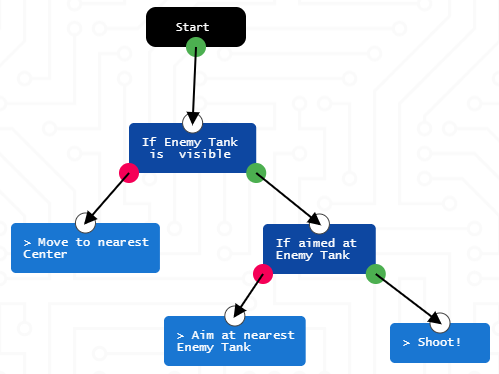 Start
If Enemy Tank
is visible
> Move to nearest
Center
If aimed at
Enemy Tank
> Aim at nearest
Enemy Tank
> Shoot!